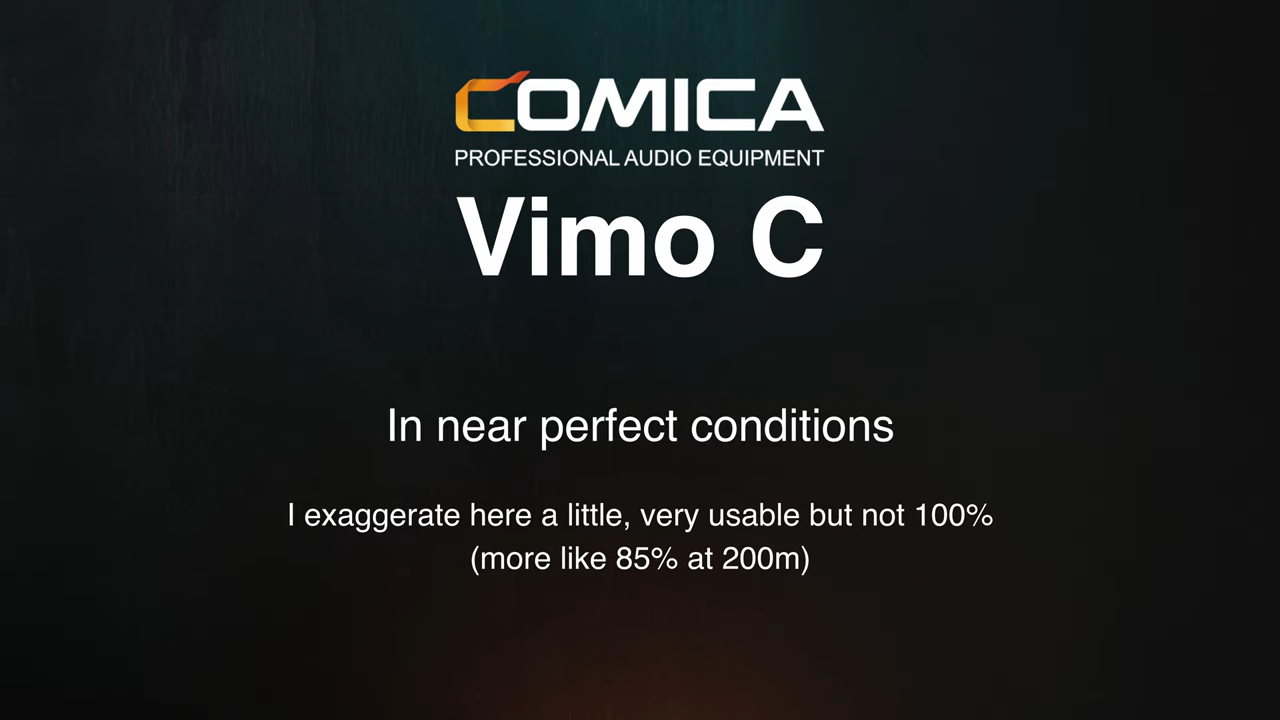 COMICA
PROFESSIONAL AUDIO EQUIPMENT
Vimo C
In near perfect conditions
I exaggerate here a little, very usable but not 100%
(more like 85% at 200m)